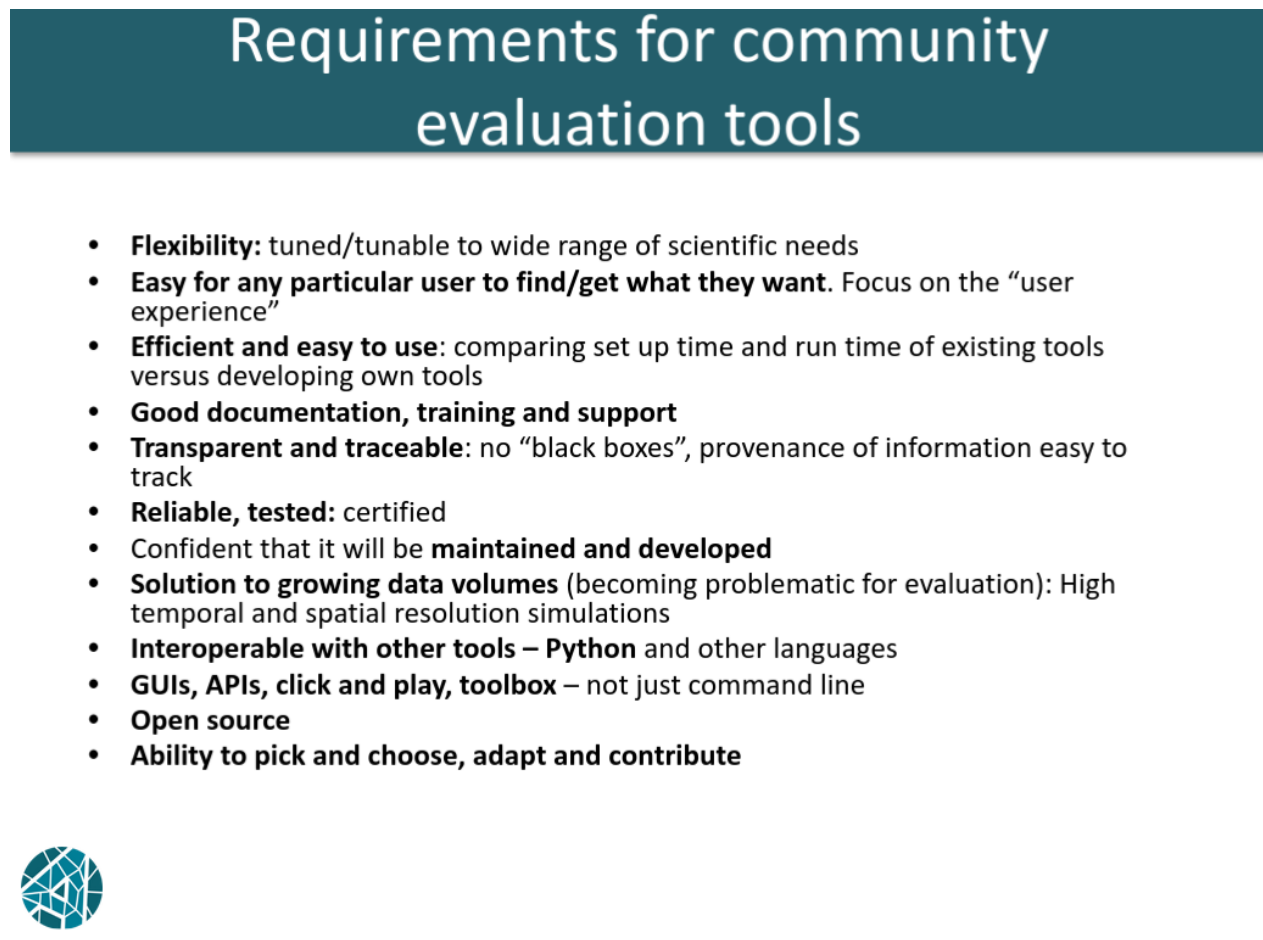 Requirements for community
evaluation tools
• Flexibility: tuned/tunable to wide range of scientific needs
• Easy for any particular user to find/get what they want. Focus on the “user
experience”
• Efficient and easy to use: comparing set up time and run time of existing tools
versus developing own tools
• Good documentation, training and support
• Transparent and traceable: no “black boxes”, provenance of information easy to
track
• Reliable, tested: certified
• Confident that it will be maintained and developed
• Solution to growing data volumes (becoming problematic for evaluation): High
temporal and spatial resolution simulations
• Interoperable with other tools – Python and other languages
• GUIs, APIs, click and play, toolbox – not just command line
• Open source
• Ability to pick and choose, adapt and contribute